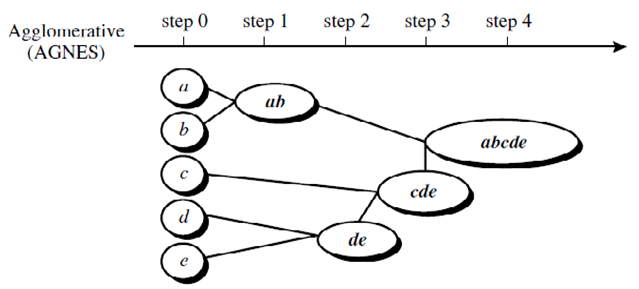 step 0 step 1 step 2 step 3 step 4
Agglomerative
(AGNES)
a
ab
b
abcde
c
cde
d
de
e